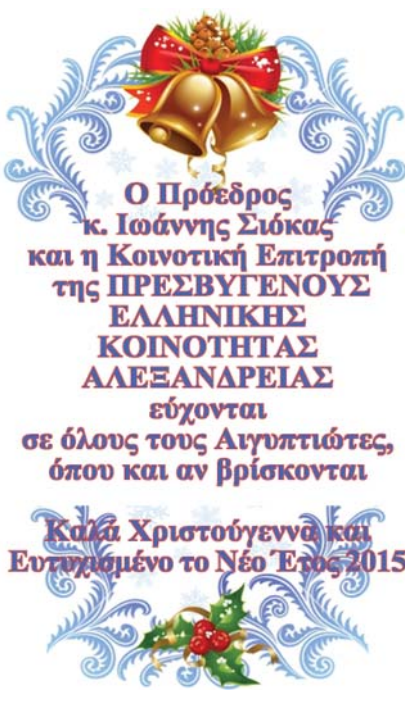 Ο Πρόεδρος
κ. Ιωάννης Σιόκας
και η Κοινοτική Επιτροπή
της ΠΡΕΣΒΥΓΕΝΟΥΣ
ΕΛΛΗΝΙΚΗΣ
ΚΟΙΝΟΤΗΤΑΣ
ΑΛΕΞΑΝΔΡΕΙΑΣ
εύχονται
σε όλους τους Αιγυπτιώτες,
όπου και αν βρίσκονται
Καλά Χριστούγεννα και
Ευτυχισμένο το Νέο Έτος 2015